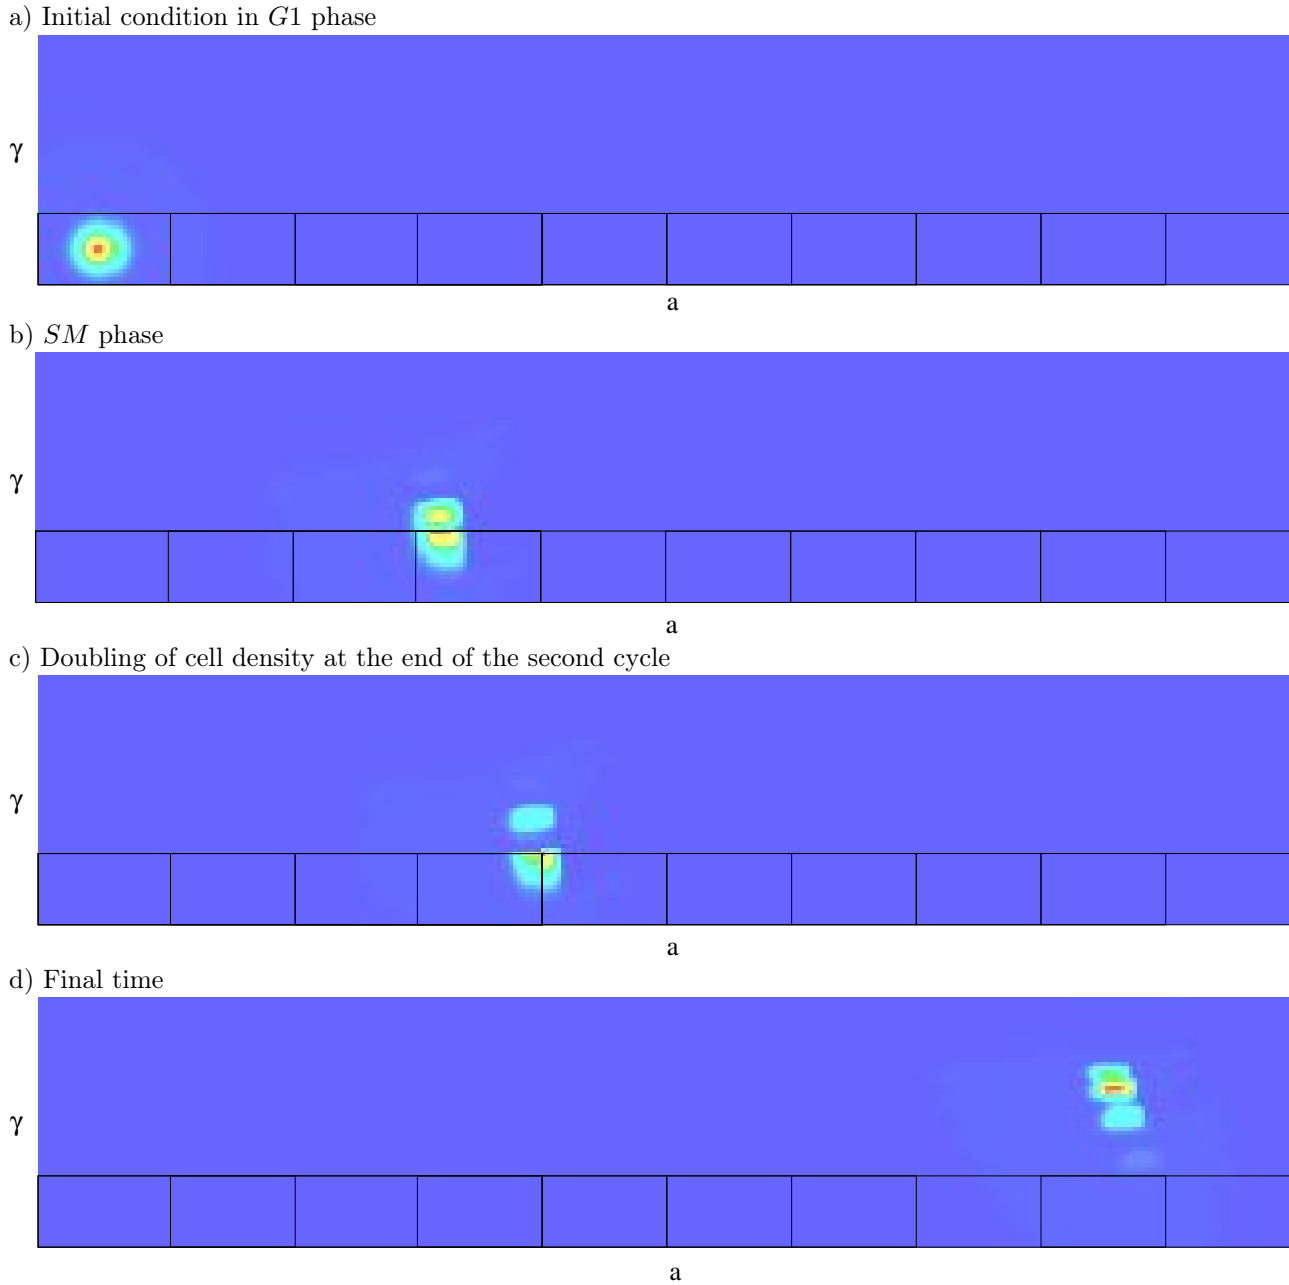 a) Initial condition in G1 phase
γ
a
b) SM phase
γ
a
c) Doubling of cell density at the end of the second cycle
γ
a
d) Final time
γ
a